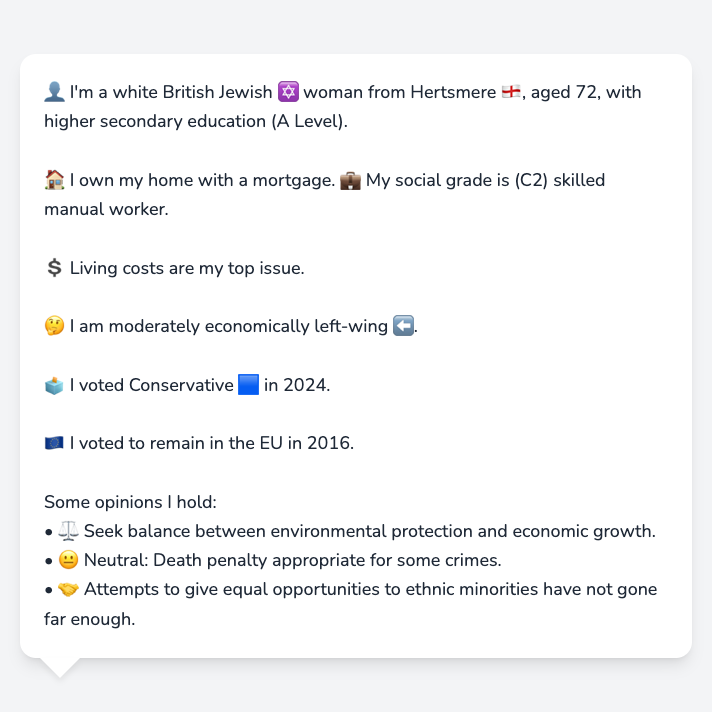 👤 I'm a white British Jewish ✡️ woman from Hertsmere 🏴󠁧󠁢󠁥󠁮󠁧󠁿, aged 72, with
higher secondary education (A Level).
🏠 I own my home with a mortgage. 💼 My social grade is (C2) skilled
manual worker.
💲 Living costs are my top issue.
🤔 I am moderately economically left-wing ⬅️.
🗳️ I voted Conservative 🟦 in 2024.
🇪🇺 I voted to remain in the EU in 2016.
Some opinions I hold:
• ⚖️ Seek balance between environmental protection and economic growth.
• 😐 Neutral: Death penalty appropriate for some crimes.
• 🤝 Attempts to give equal opportunities to ethnic minorities have not gone
far enough.